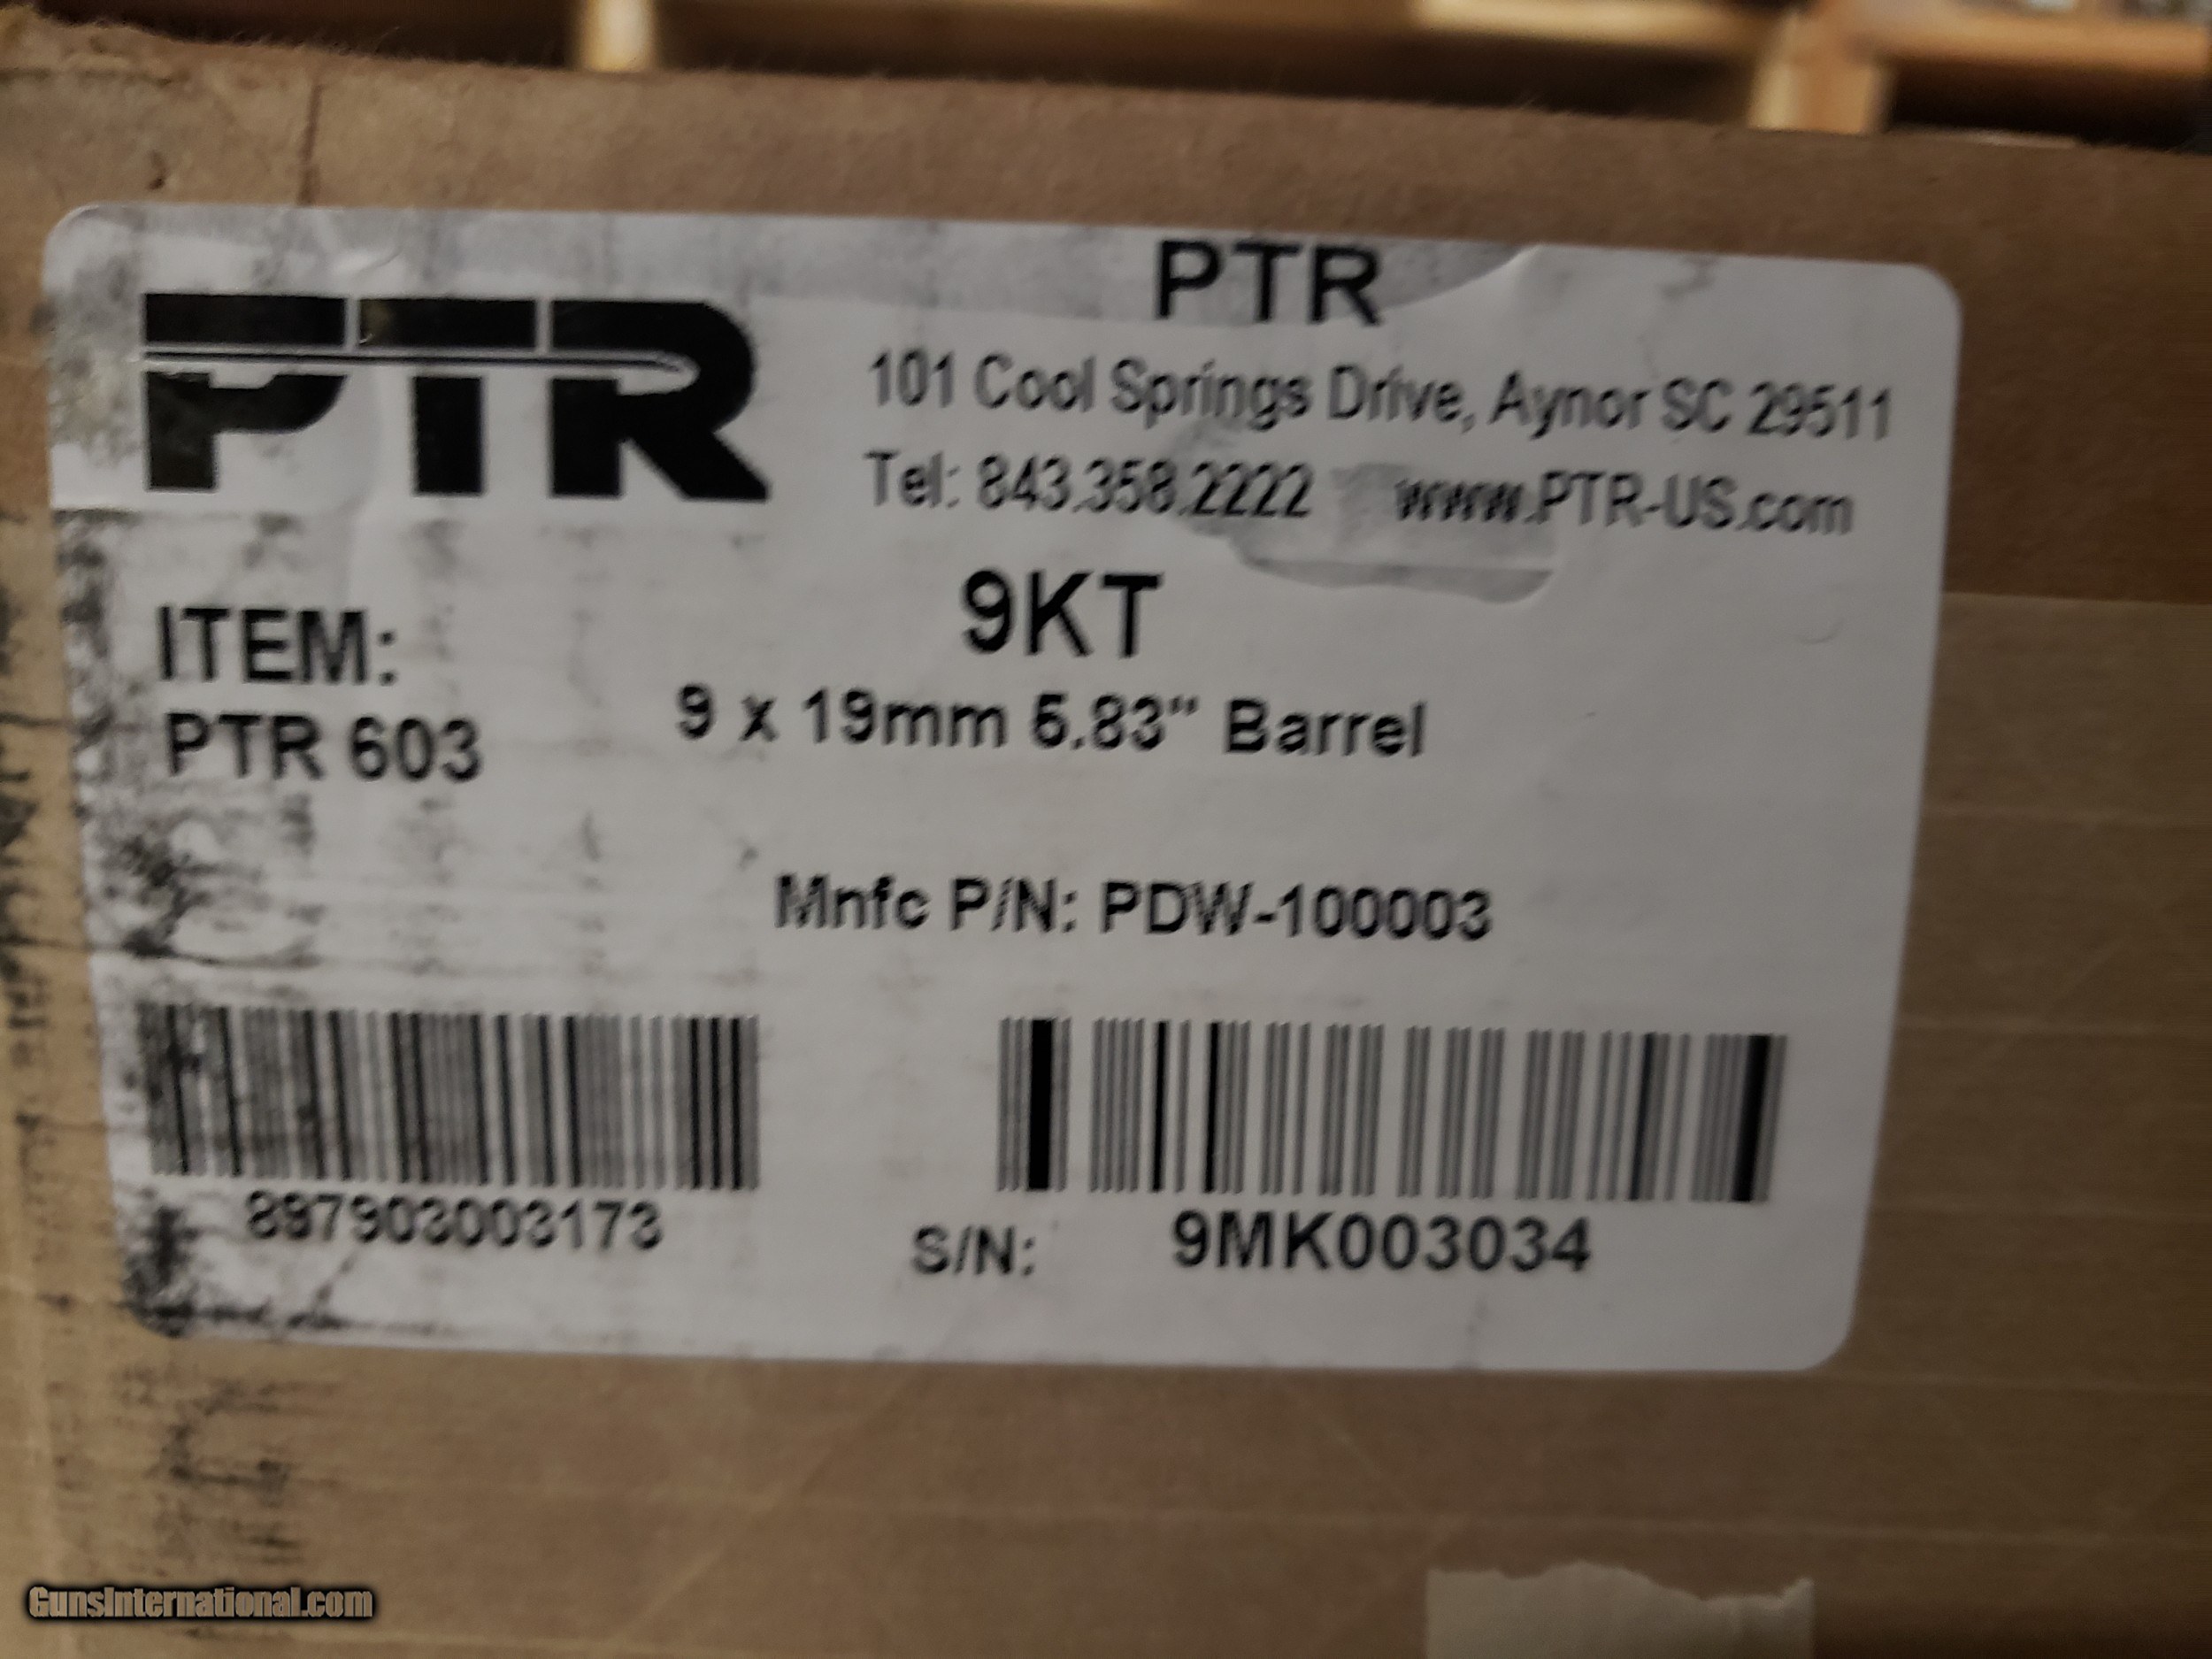 PTR
PTR
101 Cool Springs Drive, Aynor SC 29511
Tel: 843.358.2222 www.PTR-US.com
9KT
ITEM:
PTR 603
9 x 19mm 5.83" Barrel
Mnfc P/N: PDW-100003
897903003173
S/N: 9MK003034
GunsInternational.com